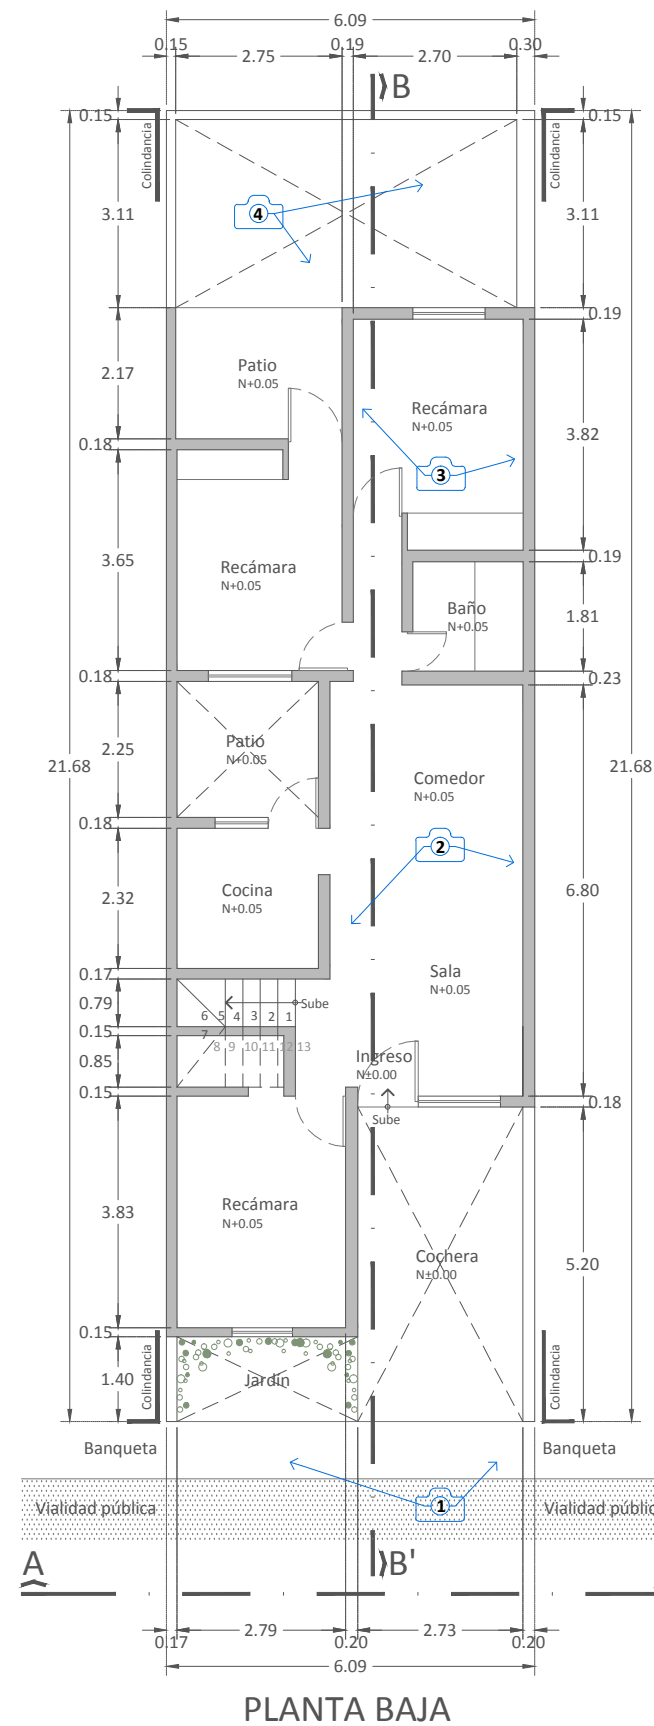 6.09
0.15 0.19 0.30
2.75 2.70
B
0.15 0.15
Colindancia Colindancia
3.11 4 3.11
0.19
Patio
N+0.05
2.17
Recámara
N+0.05
3.82
0.18
3
3.65
Recámara
N+0.05
0.19
Baño
N+0.05
1.81
0.18 0.23
Patio
N+0.05
2.25
21.68 21.68
Comedor
N+0.05
0.18
2
Cocina
N+0.05
2.32 6.80
Sala
N+0.05
0.17
0.79
Sube
6 5 4 3 2 1
7
0.15
8 9 10 11 12 13
Ingreso
N±0.00
0.85
0.15 0.18
Sube
Recámara
N+0.05
3.83
Cochera
N±0.00
5.20
0.15
1.40
Jardín
Colindancia Colindancia
Banqueta Banqueta
1
Vialidad pública Vialidad públic
A
B'
2.79 2.73
0.17 0.20 0.20
6.09
PLANTA BAJA